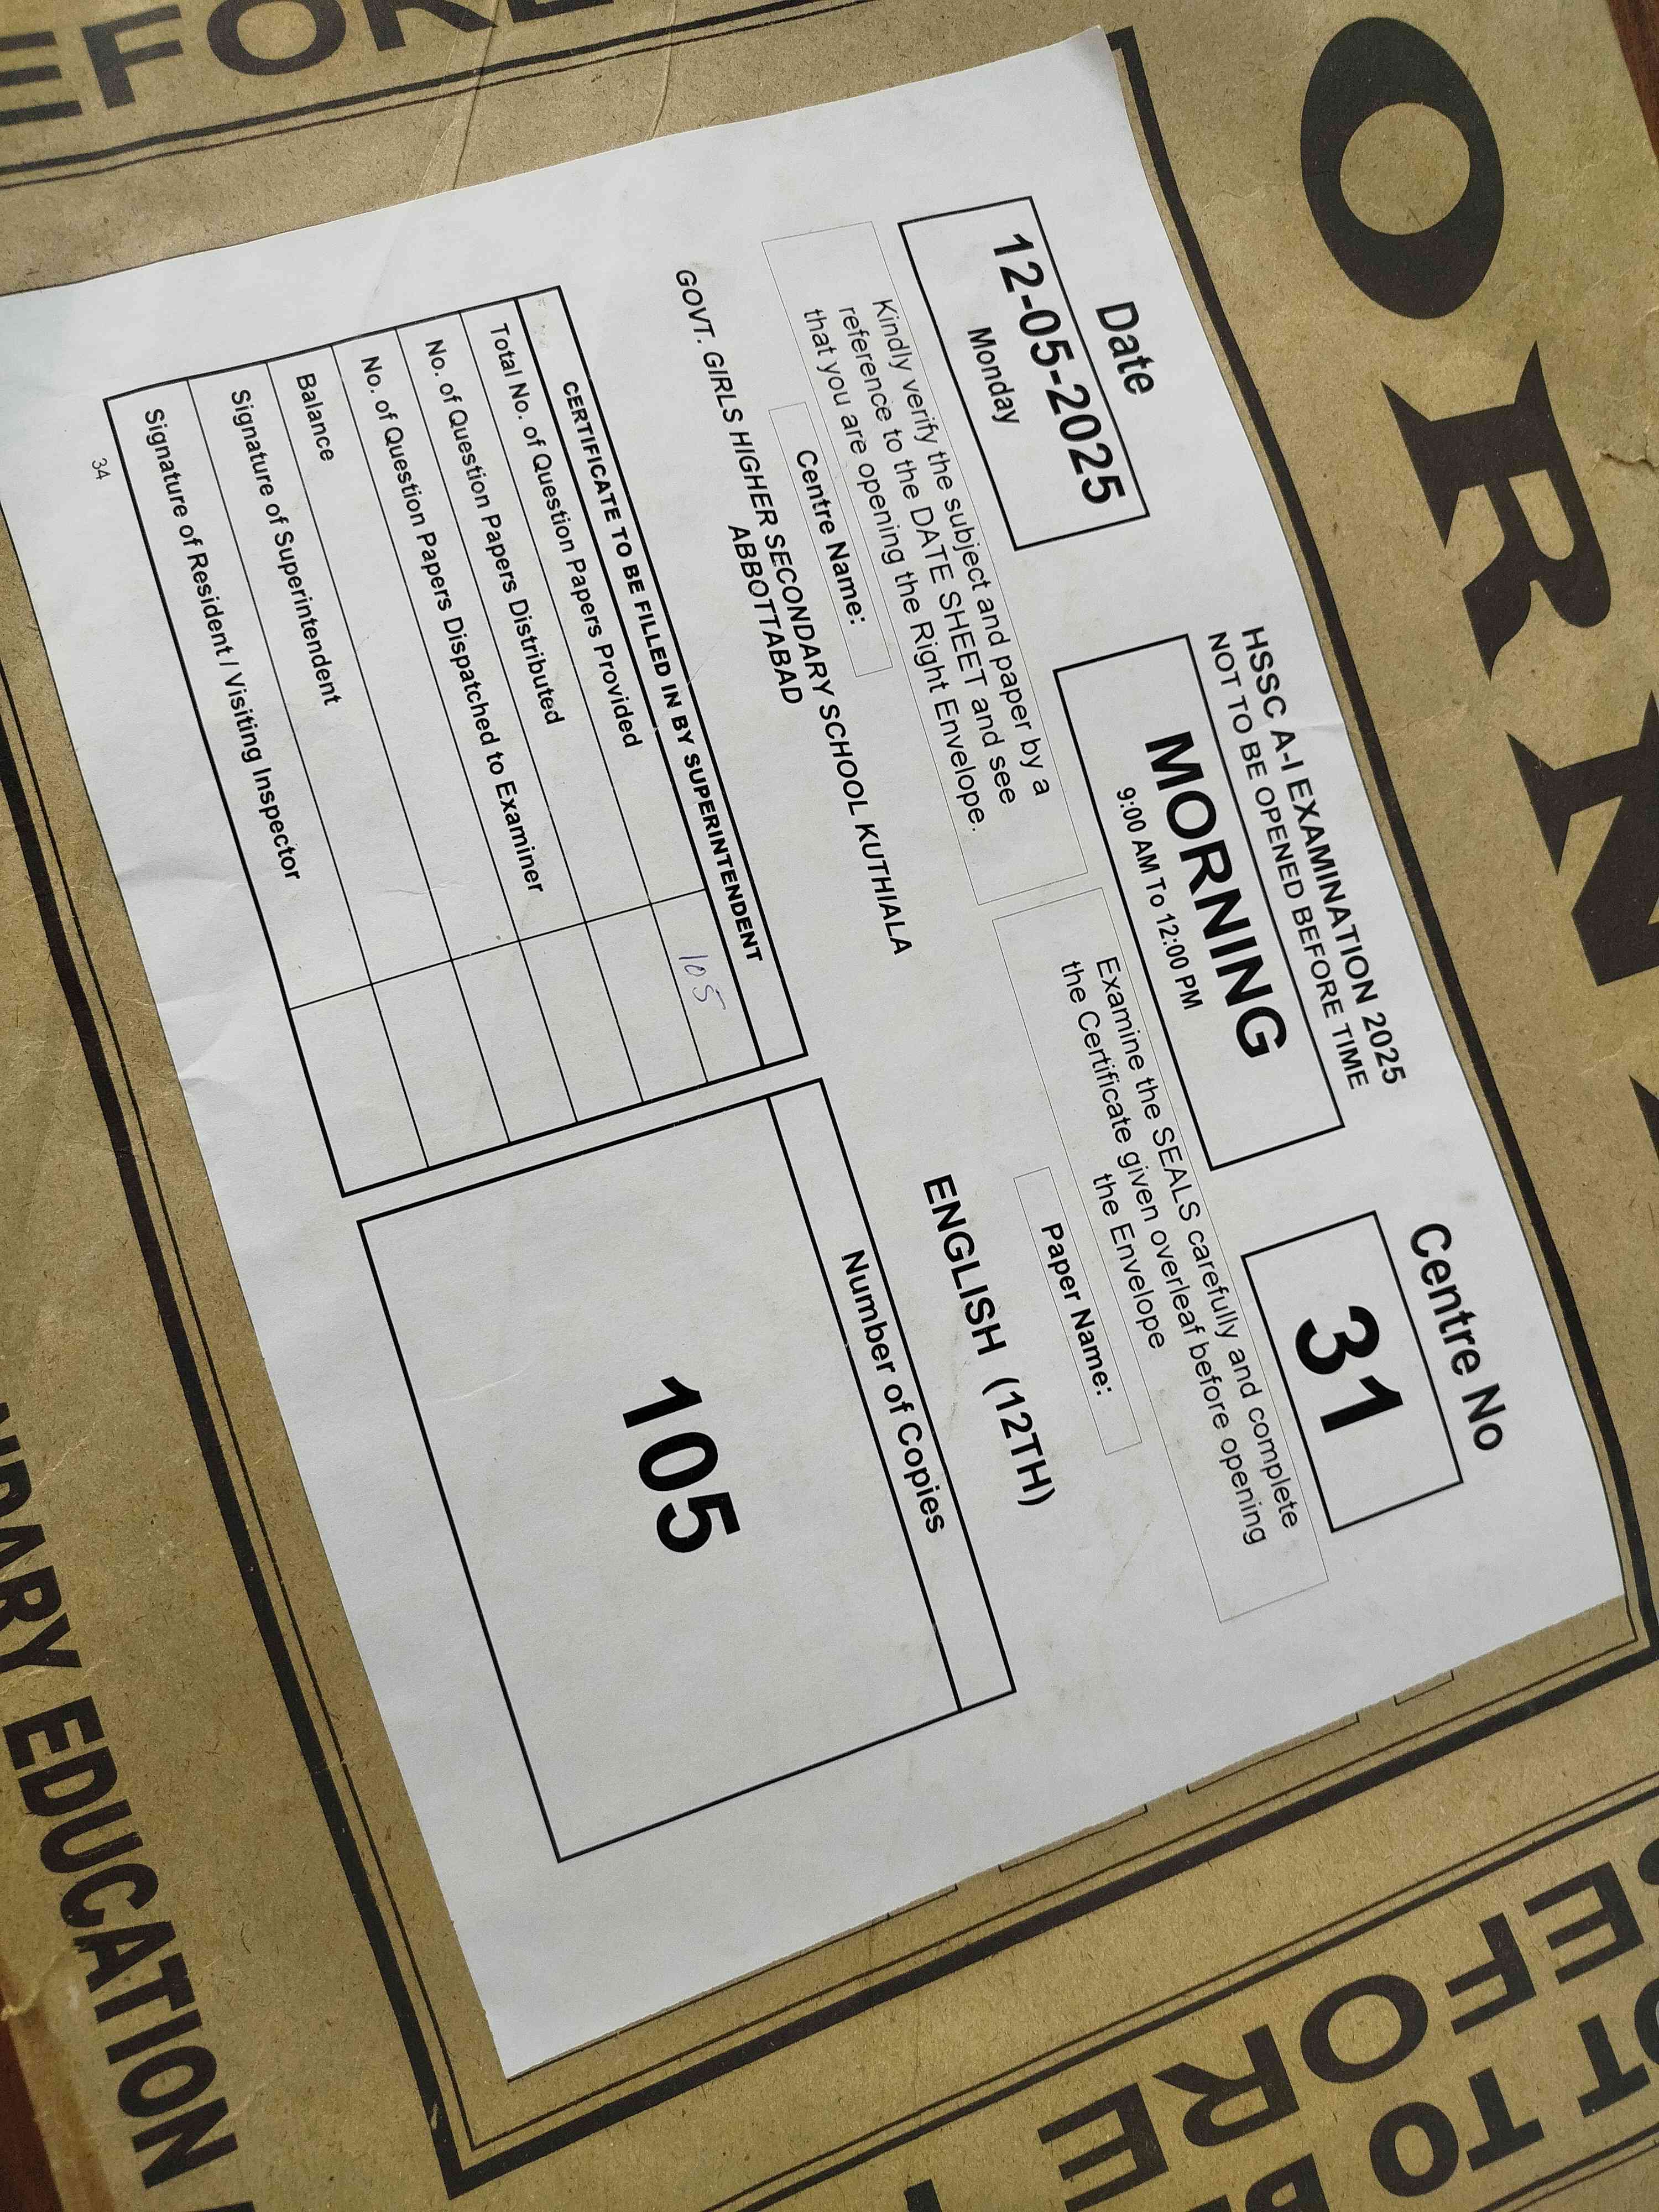 ORN
EFORE
HSSC A-I EXAMINATION 2025
NOT TO BE OPENED BEFORE TIME
Date
12-05-2025
Monday
MORNING
9:00 AM To 12:00 PM
Centre No
31
Kindly verify the subject and paper by a
reference to the DATE SHEET and see
that you are opening the Right Envelope.
Examine the SEALS carefully and complete
the Certificate given overleaf before opening
the Envelope
Centre Name:
GOVT. GIRLS HIGHER SECONDARY SCHOOL KUTHIALA
ABBOTTABAD
Paper Name:
ENGLISH (12TH)
CERTIFICATE TO BE FILLED IN BY SUPERINTENDENT
Total No. of Question Papers Provided 105
No. of Question Papers Distributed
No. of Question Papers Dispatched to Examiner
Balance
Signature of Superintendent
Signature of Resident / Visiting Inspector
34
Number of Copies
105
NDARY EDUCATION
OT TO B
EFORE